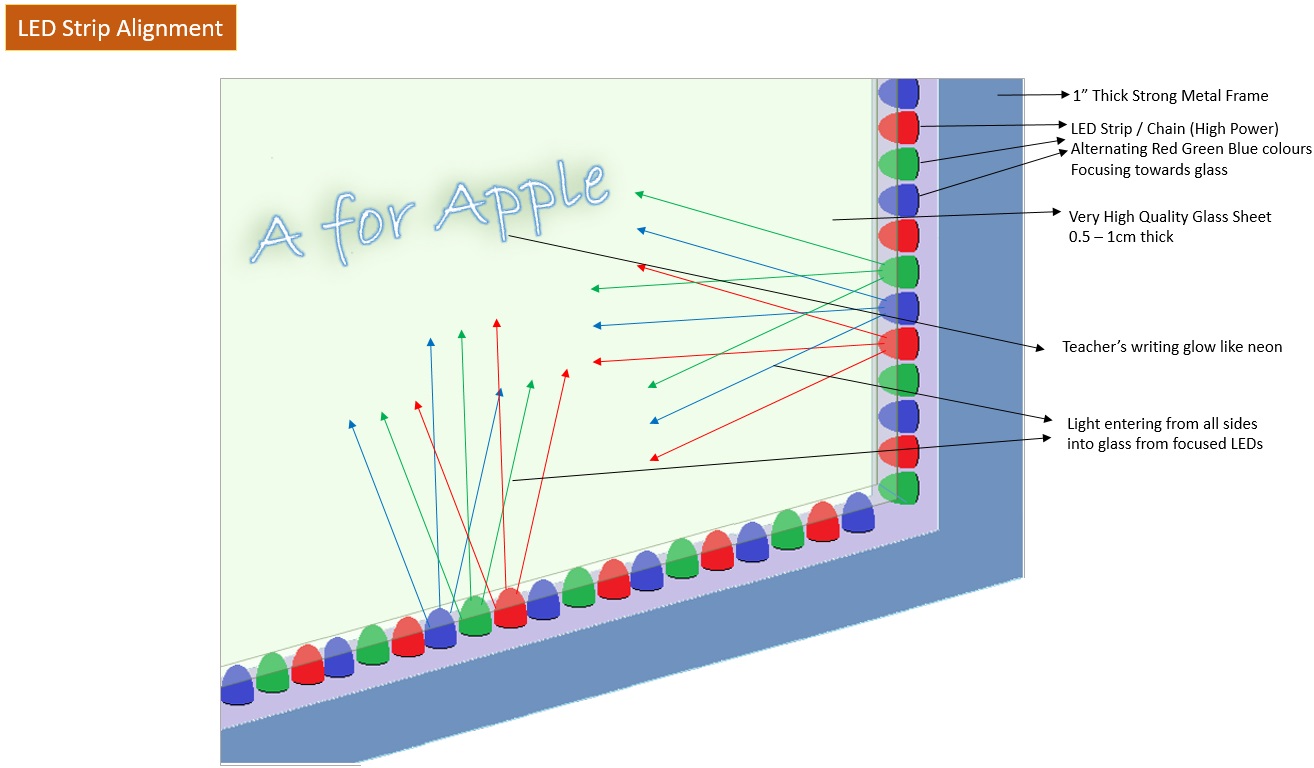 LED Strip Alignment
1” Thick Strong Metal Frame
LED Strip / Chain (High Power)
Alternating Red Green Blue colours
Focusing towards glass
Very High Quality Glass Sheet
0.5 – 1cm thick
A for Apple
Teacher’s writing glow like neon
Light entering from all sides
into glass from focused LEDs